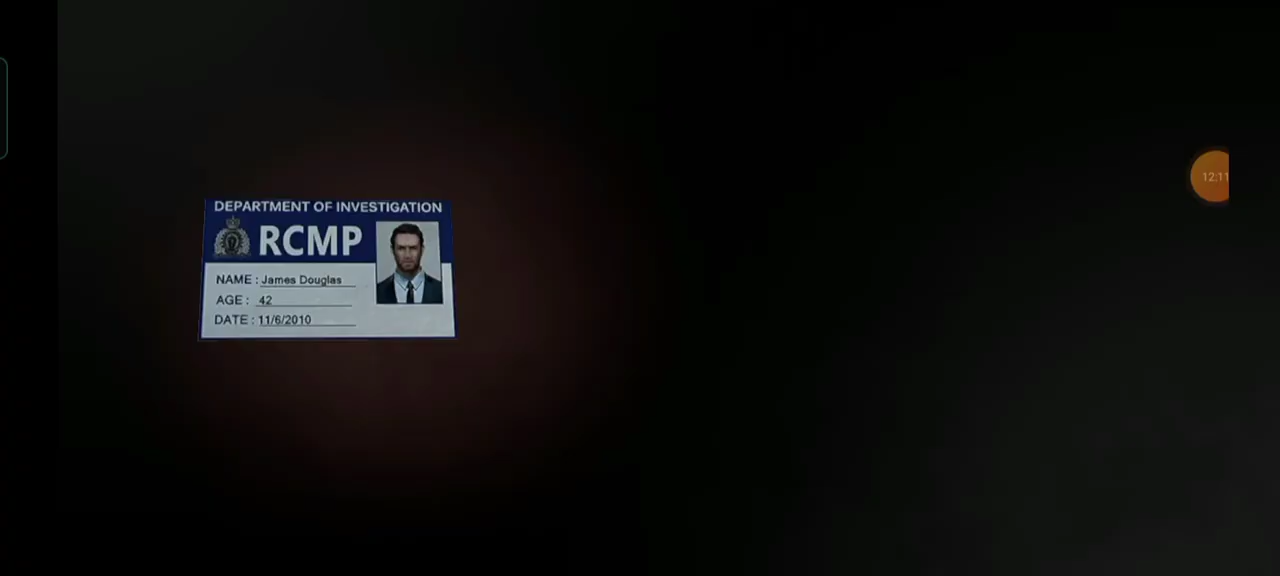 DEPARTMENT OF INVESTIGATION
RCMP
NAME : James Douglas
AGE : 42
DATE : 11/6/2010
12:11